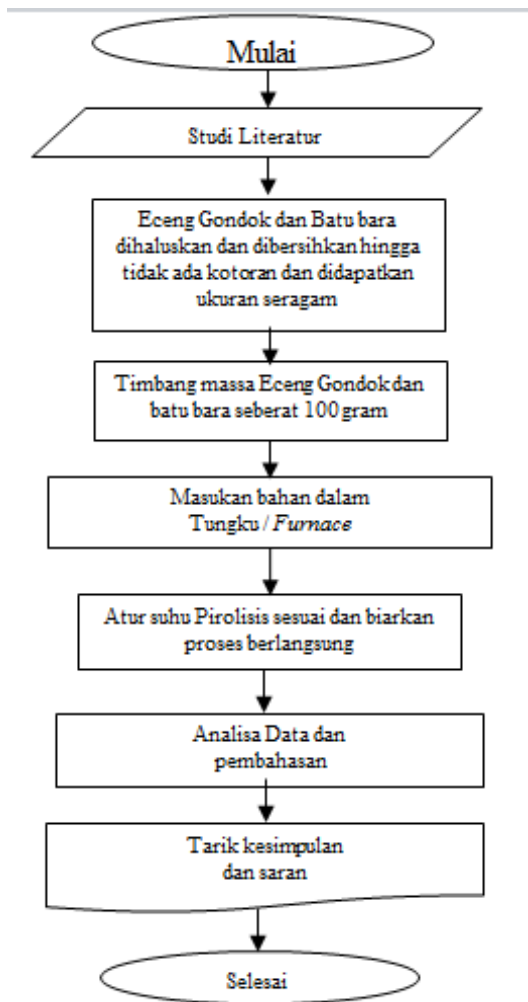 Mulai
Studi Literatur
Eceng Gondok dan Batu bara
dihaluskan dan dibersihkan hingga
tidak ada kotoran dan didapatkan
ukuran seragam
Timbang massa Eceng Gondok dan
batu bara seberat 100 gram
Masukan bahan dalam
Tungku / Furnace
Atur suhu Pirolisis sesuai dan biarkan
proses berlangsung
Analisa Data dan
pembahasan
Tarik kesimpulan
dan saran
Selesai